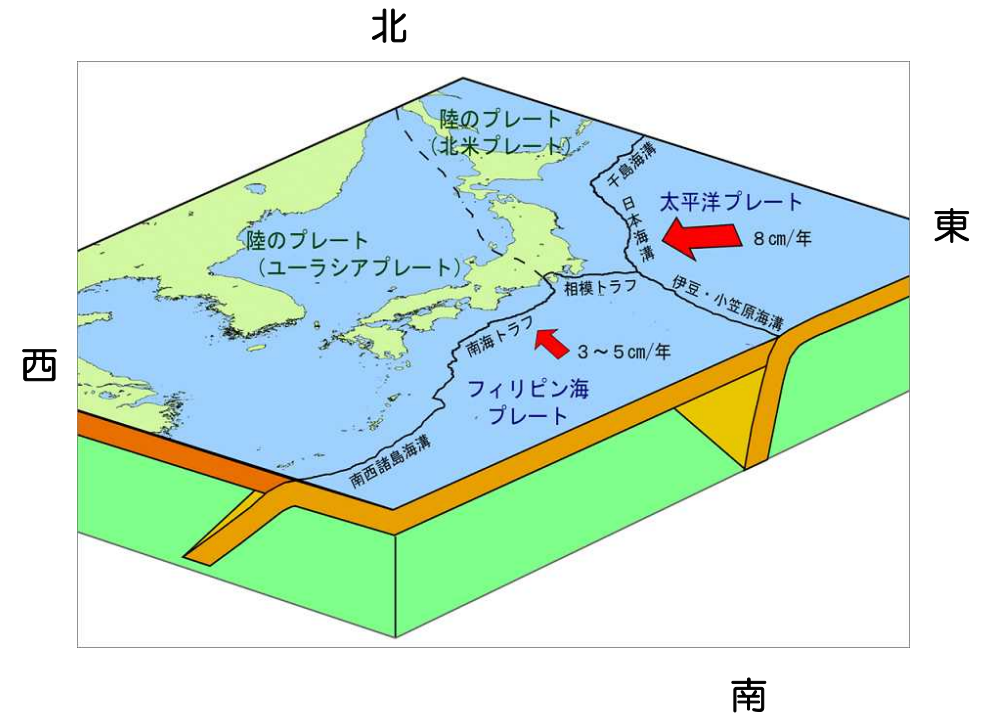 北
陸のプレート
（北米プレート）
千島海溝
太平洋プレート
日本海溝
8㎝/年
東
陸のプレート
（ユーラシアプレート）
相模トラフ
伊豆・小笠原海溝
南海トラフ
3～5㎝/年
西
フィリピン海
プレート
南西諸島海溝
南